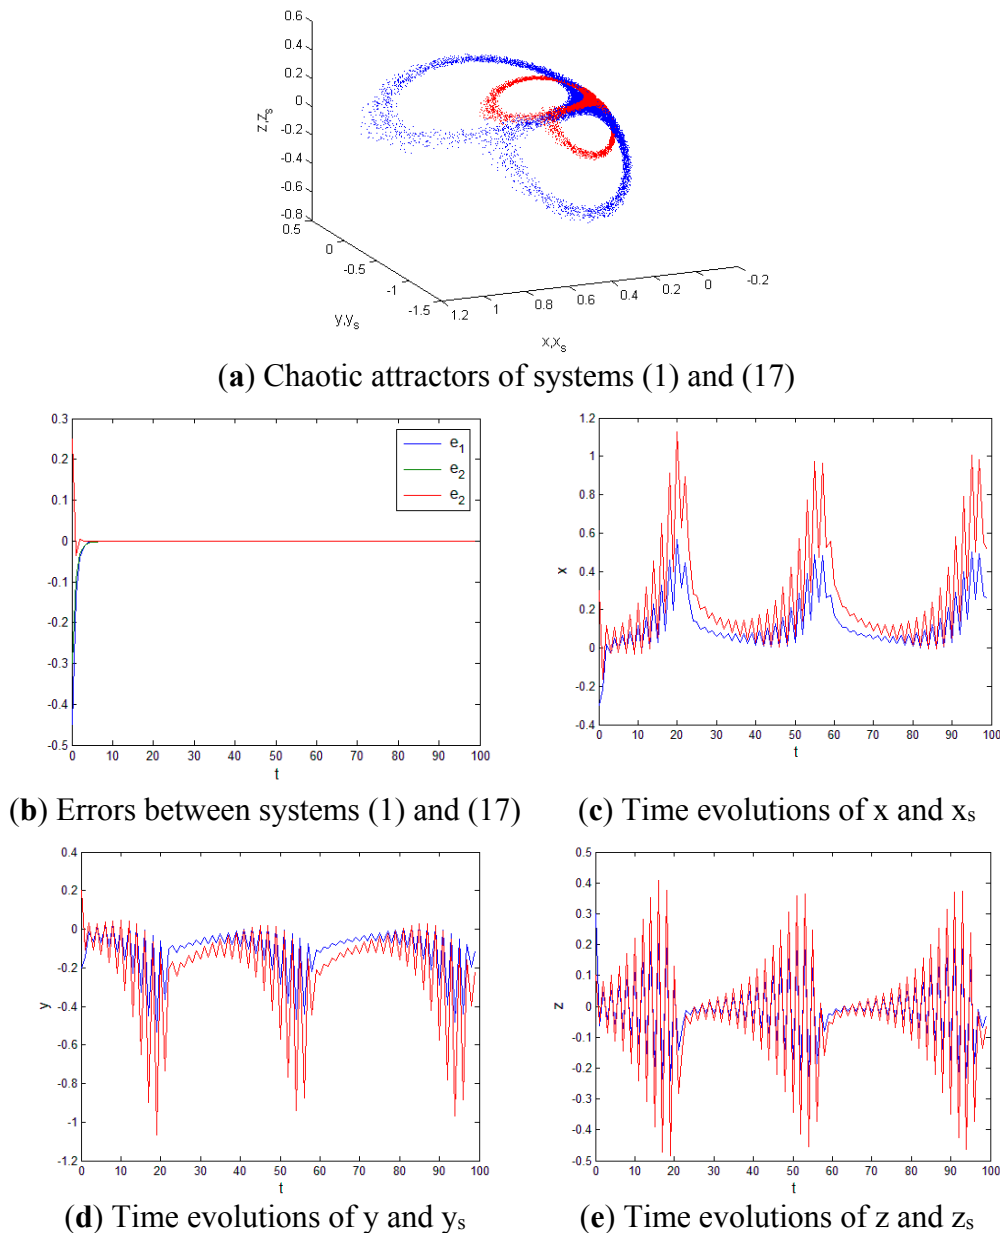 0.6
0.4
0.2
0
-0.2
-0.4
-0.6
-0.8
z,zs
0.5
0
-0.5
-1
-1.5
y,ys
1.2
1
0.8
0.6
0.4
0.2
0
-0.2
x,xs
(a) Chaotic attractors of systems (1) and (17)
0.3
0.2
0.1
0
-0.1
-0.2
-0.3
-0.4
-0.5
e1
e2
e2
0 10 20 30 40 50 60 70 80 90 100
t
1.2
1
0.8
0.6
0.4
0.2
0
-0.2
-0.4
x
0 10 20 30 40 50 60 70 80 90 100
t
(b) Errors between systems (1) and (17)
(c) Time evolutions of x and xs
0.4
0.2
0
-0.2
-0.4
-0.6
-0.8
-1
-1.2
y
0 10 20 30 40 50 60 70 80 90 100
t
0.5
0.4
0.3
0.2
0.1
0
-0.1
-0.2
-0.3
-0.4
-0.5
z
0 10 20 30 40 50 60 70 80 90 100
t
(d) Time evolutions of y and ys
(e) Time evolutions of z and zs